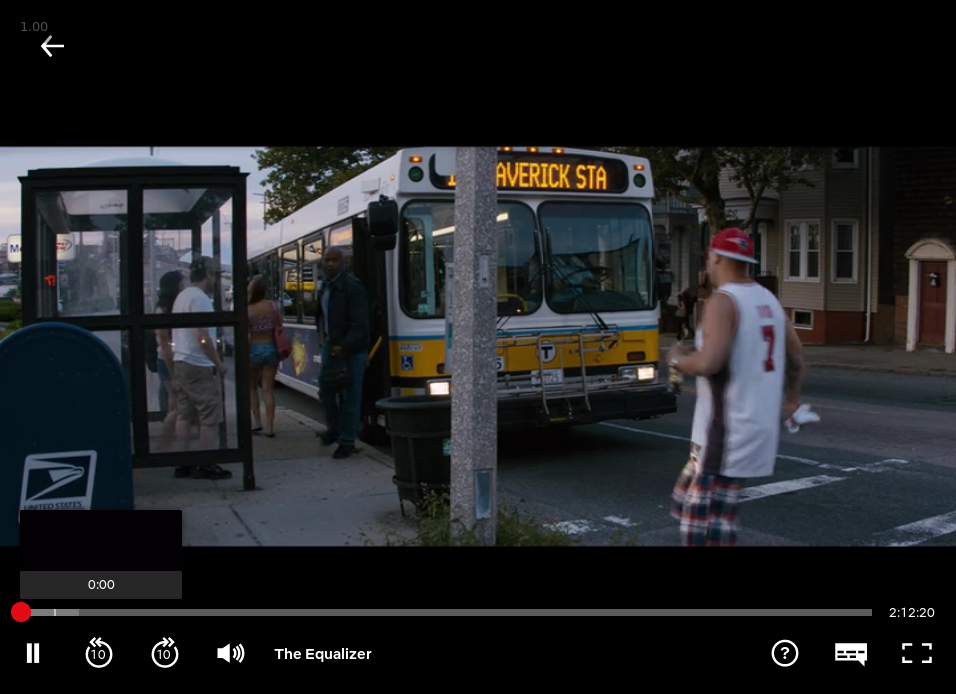 1.00
AVERICK STA
7
T
UNITED STATES
0:00
2:12:20
10
10
The Equalizer
?